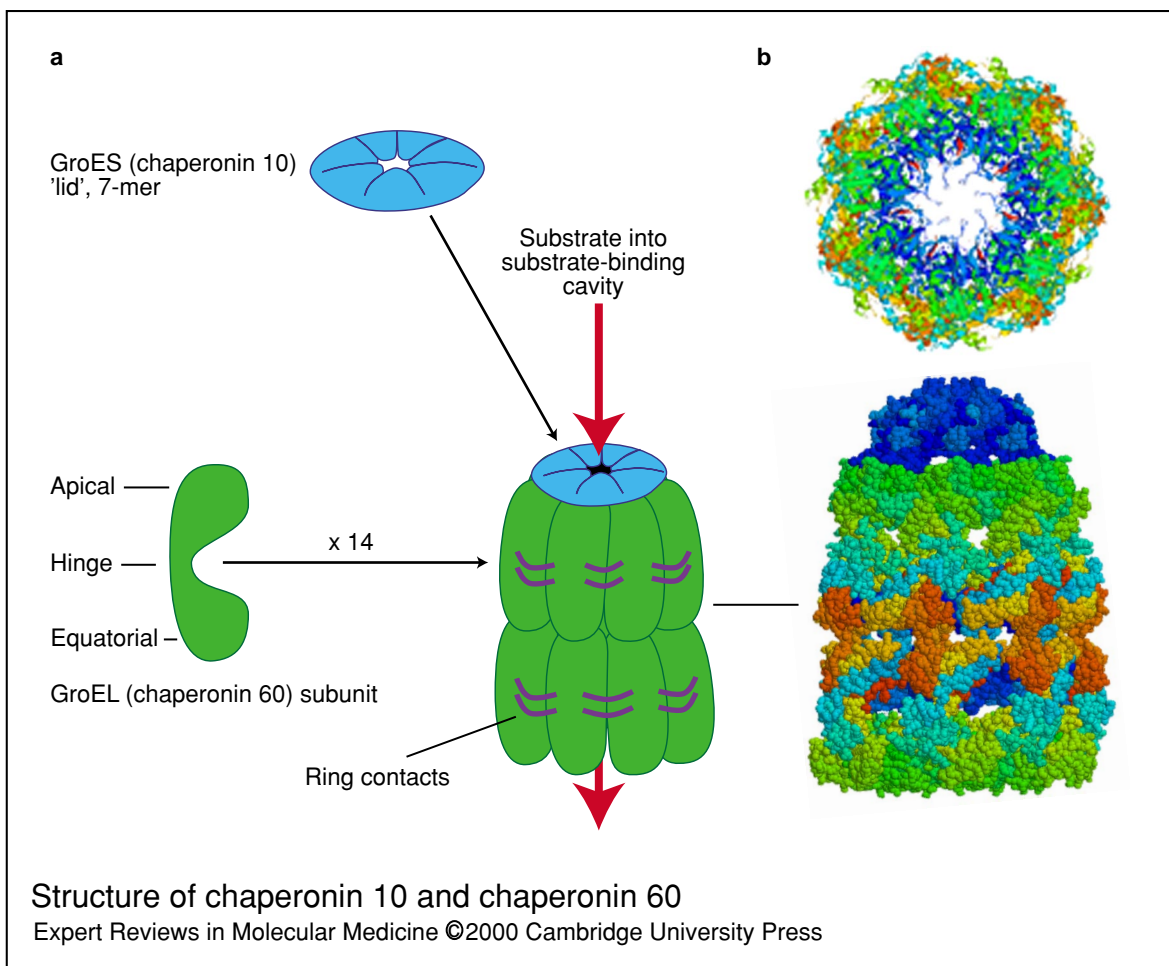 a
b
GroES (chaperonin 10)
'lid', 7-mer
Substrate into
substrate-binding
cavity
Apical
Hinge
Equatorial
x 14
GroEL (chaperonin 60) subunit
Ring contacts
Structure of chaperonin 10 and chaperonin 60
Expert Reviews in Molecular Medicine ©2000 Cambridge University Press